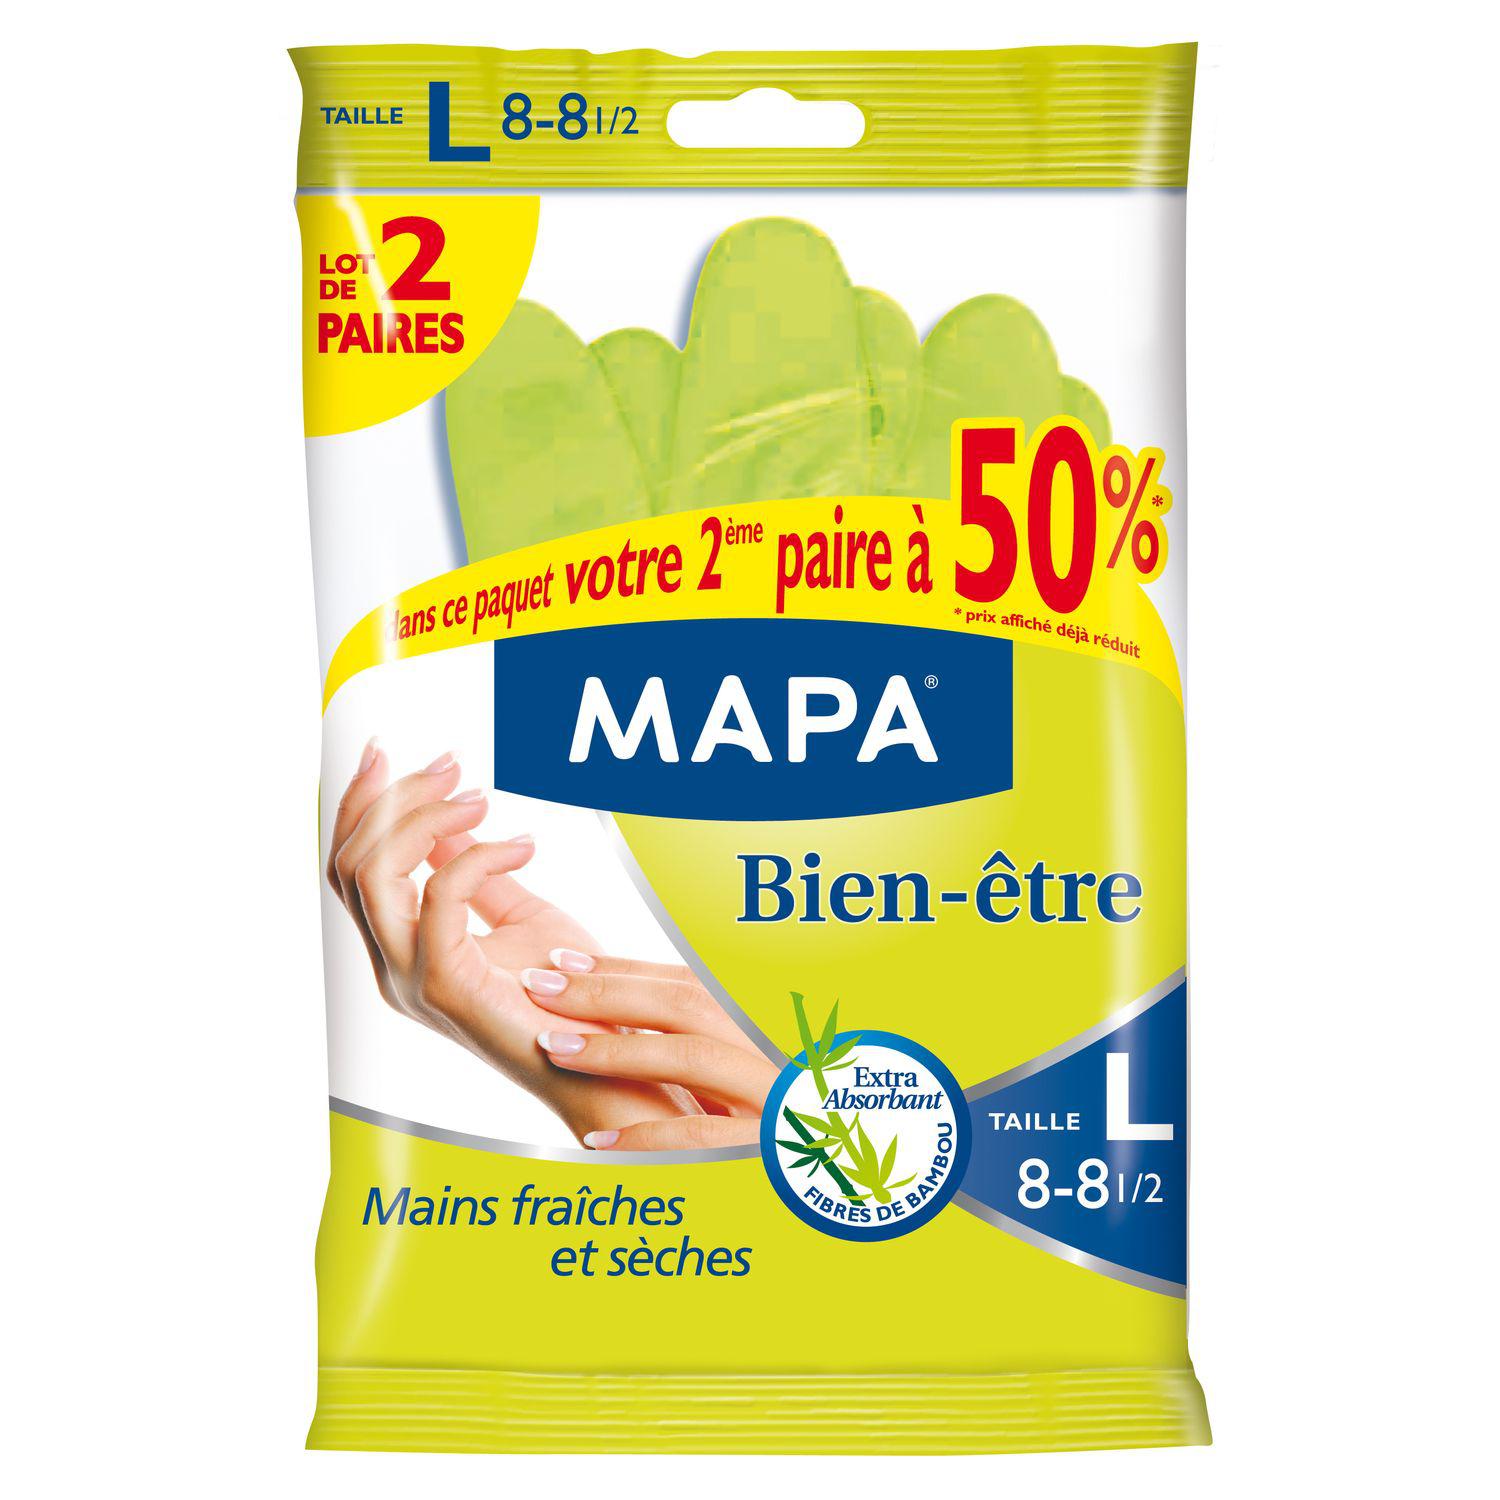 TAILLE L 8-8 1/2
LOT DE 2
PAIRES
dans ce paquet votre 2ème paire à 50%*
* prix affiché déjà réduit
MAPA®
Bien-être
Extra
Absorbant
FIBRES DE BAMBOU
TAILLE L
8-8 1/2
Mains fraîches
et sèches